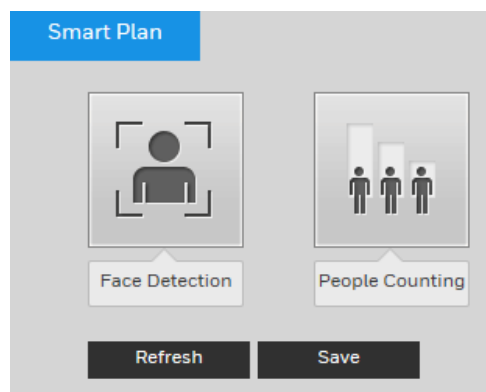 Smart Plan
Face Detection
People Counting
Refresh
Save